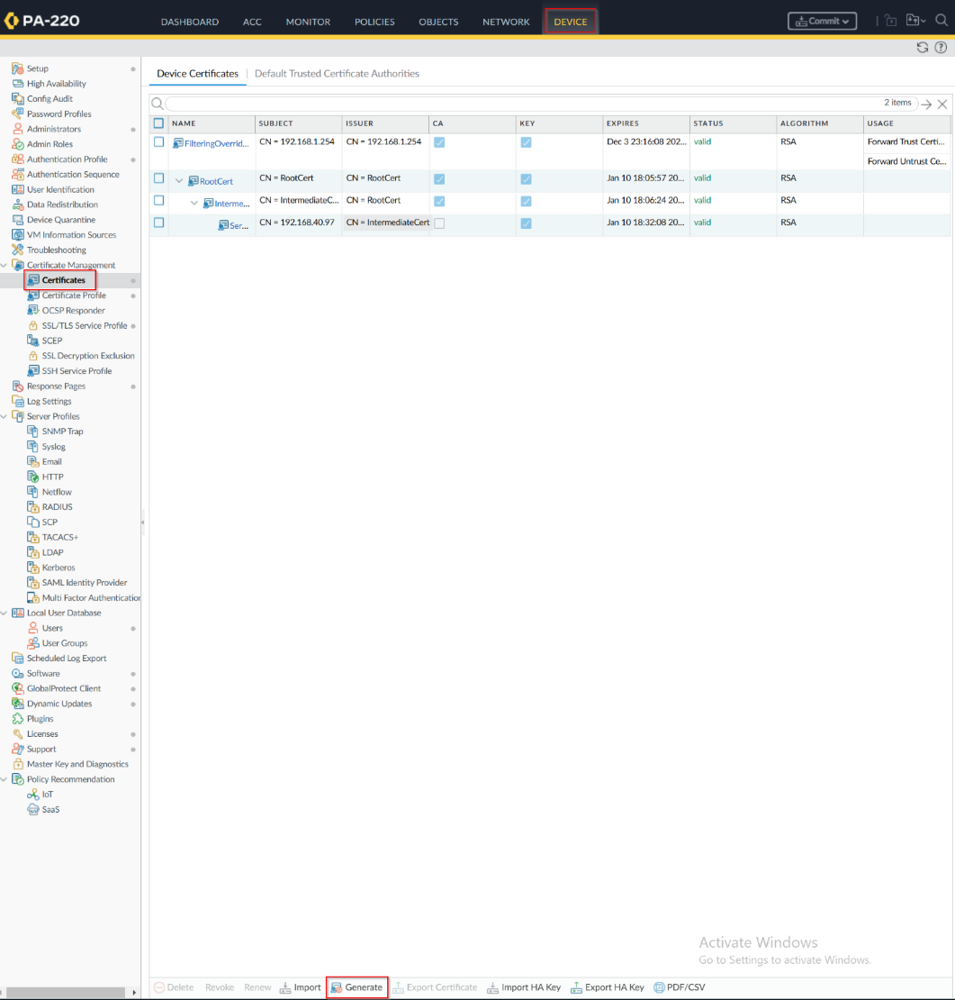 PA-220
DASHBOARD ACC MONITOR POLICIES OBJECTS NETWORK DEVICE Commit
Setup
High Availability
Config Audit
Password Profiles
Administrators
Admin Roles
Authentication Profile
Authentication Sequence
User Identification
Data Redistribution
Device Quarantine
VM Information Sources
Troubleshooting
Certificate Management
Certificates
Certificate Profile
OCSP Responder
SSL/TLS Service Profile
SCEP
SSL Decryption Exclusion
SSH Service Profile
Response Pages
Log Settings
Server Profiles
SNMP Trap
Syslog
Email
HTTP
Netflow
RADIUS
SCP
TACACS+
LDAP
Kerberos
SAML Identity Provider
Multi Factor Authentication
Local User Database
Users
User Groups
Scheduled Log Export
Software
GlobalProtect Client
Dynamic Updates
Plugins
Licenses
Support
Master Key and Diagnostics
Policy Recommendation
IoT
SaaS
Device Certificates Default Trusted Certificate Authorities
2 items
NAME SUBJECT ISSUER CA KEY EXPIRES STATUS ALGORITHM USAGE
FilteringOverrid... CN = 192.168.1.254 CN = 192.168.1.254 Dec 3 23:16:08 202... valid RSA Forward Trust Certi...
Forward Untrust Ce...
RootCert CN = RootCert CN = RootCert Jan 10 18:05:57 20... valid RSA
Interme... CN = IntermediateC... CN = RootCert Jan 10 18:06:24 20... valid RSA
Ser... CN = 192.168.40.97 CN = IntermediateCert Jan 10 18:32:08 20... valid RSA
Activate Windows
Go to Settings to activate Windows.
Delete Revoke Renew Import Generate Export Certificate Import HA Key Export HA Key PDF/CSV